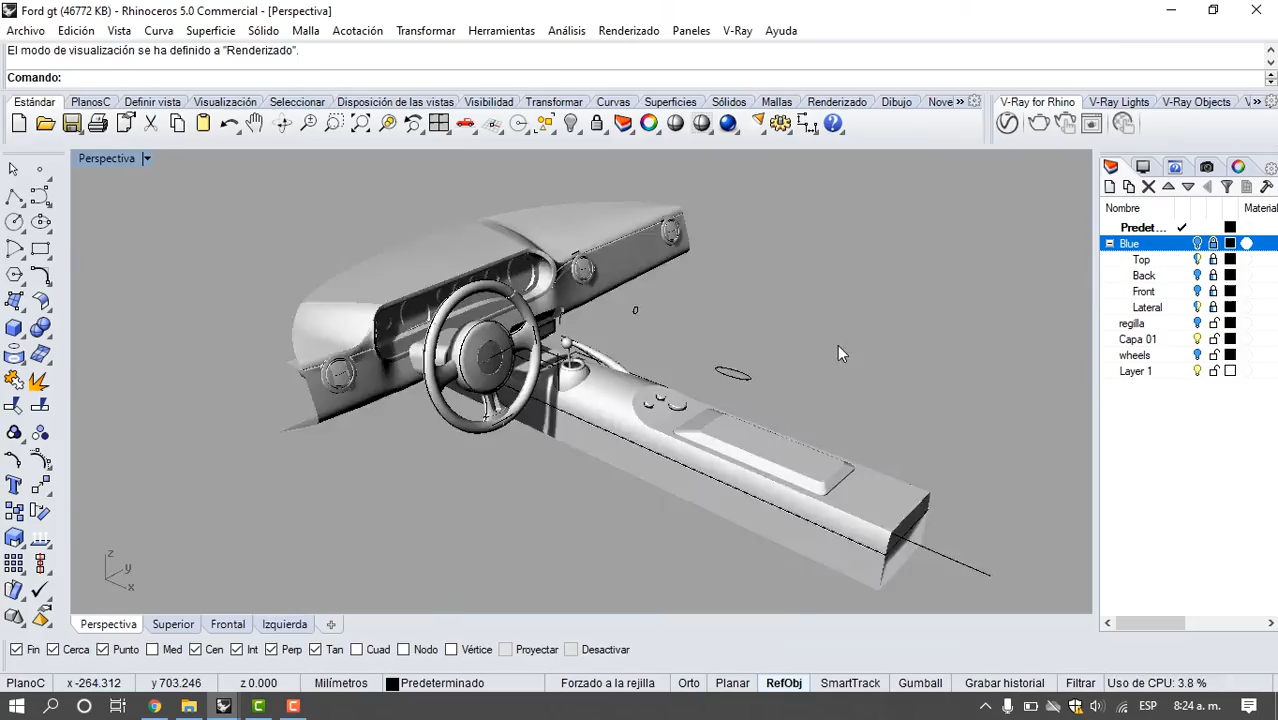 Ford gt (46772 KB) - Rhinoceros 5.0 Commercial - [Perspectiva]
Archivo Edición Vista Curva Superficie Sólido Malla Acotación Transformar Herramientas Análisis Renderizado Paneles V-Ray Ayuda
El modo de visualización se ha definido a "Renderizado".
Comando:
Estándar PlanosC Definir vista Visualización Seleccionar Disposición de las vistas Visibilidad Transformar Curvas Superficies Sólidos Mallas Renderizado Dibujo Nove »
V-Ray for Rhino V-Ray Lights V-Ray Objects »
Perspectiva
Nombre Material
Predet...
Blue
Top
Back
Front
Lateral
regilla
Capa 01
wheels
Layer 1
z
y
x
Perspectiva Superior Frontal Izquierda
Fin Cerca Punto Med Cen Int Perp Tan Cuad Nodo Vértice Proyectar Desactivar
PlanoC x -264.312 y 703.246 z 0.000 Milímetros Predeterminado Forzado a la rejilla Orto Planar RefObj SmartTrack Gumball Grabar historial Filtrar Uso de CPU: 3.8 %
ESP 8:24 a. m.